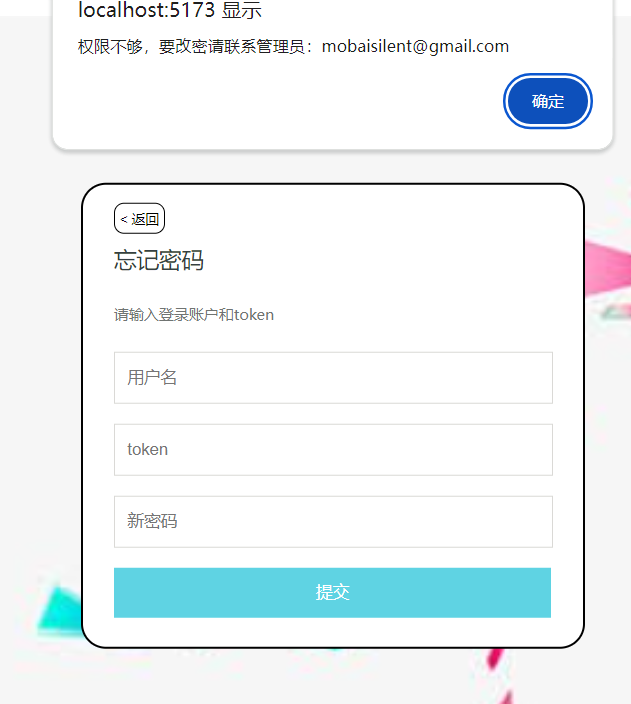 localhost:5173 显示
权限不够，要改密请联系管理员：mobaisilent@gmail.com
确定
< 返回
忘记密码
请输入登录账户和token
用户名
token
新密码
提交